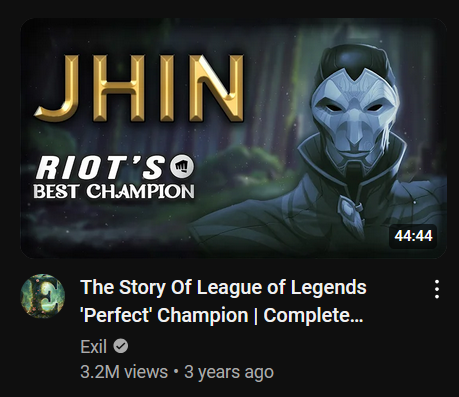 JHIN
RIOT'S
BEST CHAMPION
44:44
E
The Story Of League of Legends
'Perfect' Champion | Complete…
Exil
3.2M views • 3 years ago